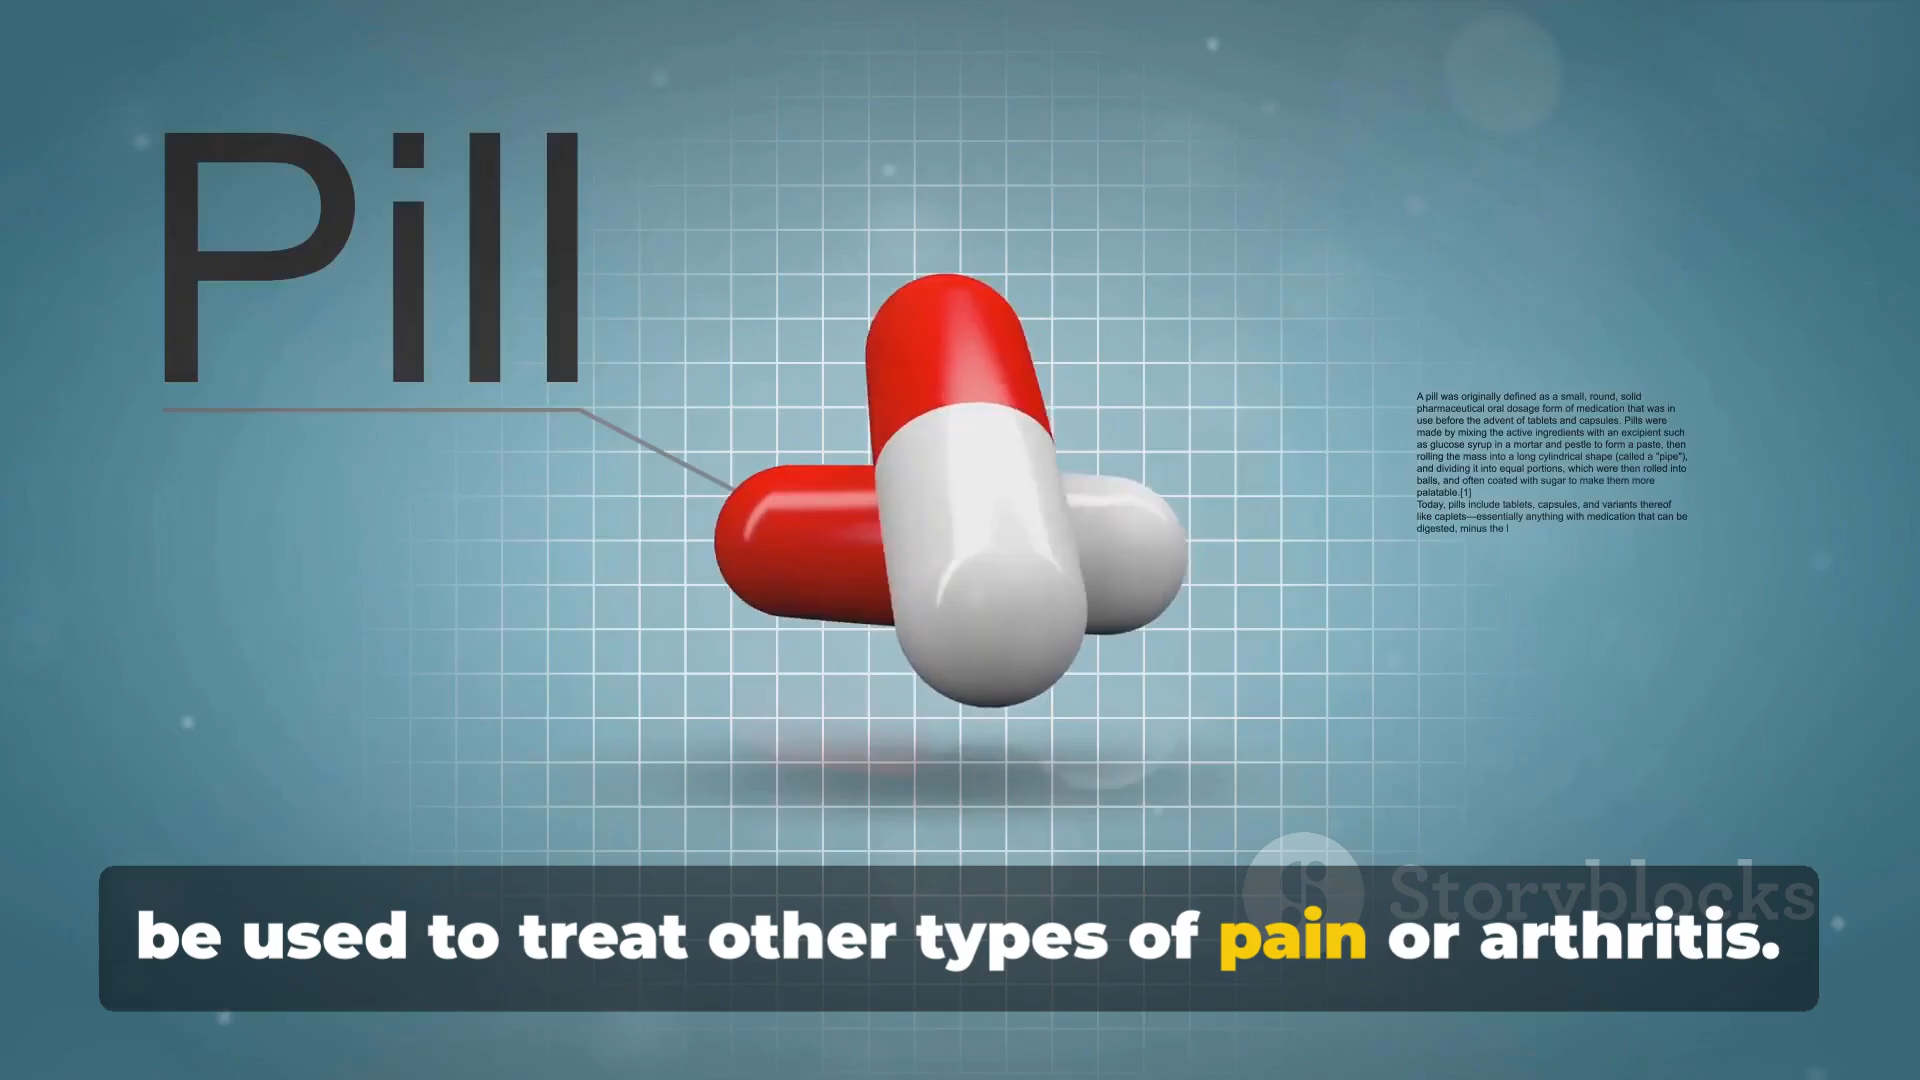 Pill
A pill was originally defined as a small, round, solid
pharmaceutical oral dosage form of medication that was in
use before the advent of tablets and capsules. Pills were
made by mixing the active ingredients with an excipient such
as glucose syrup in a mortar and pestle to form a paste, then
rolling the mass into a long cylindrical shape (called a "pipe"),
and dividing it into equal portions, which were then rolled into
balls, and often coated with sugar to make them more
palatable.[1]
Today, pills include tablets, capsules, and variants thereof
like caplets—essentially anything with medication that can be
digested, minus the l
Storyblocks
be used to treat other types of pain or arthritis.